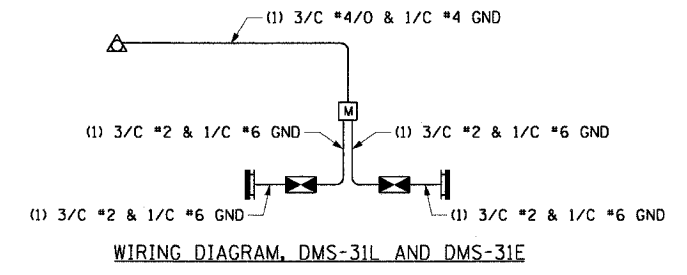 (1) 3/C #4/0 & 1/C #4 GND
M
(1) 3/C #2 & 1/C #6 GND
(1) 3/C #2 & 1/C #6 GND
(1) 3/C #2 & 1/C #6 GND
(1) 3/C #2 & 1/C #6 GND
WIRING DIAGRAM, DMS-31L AND DMS-31E